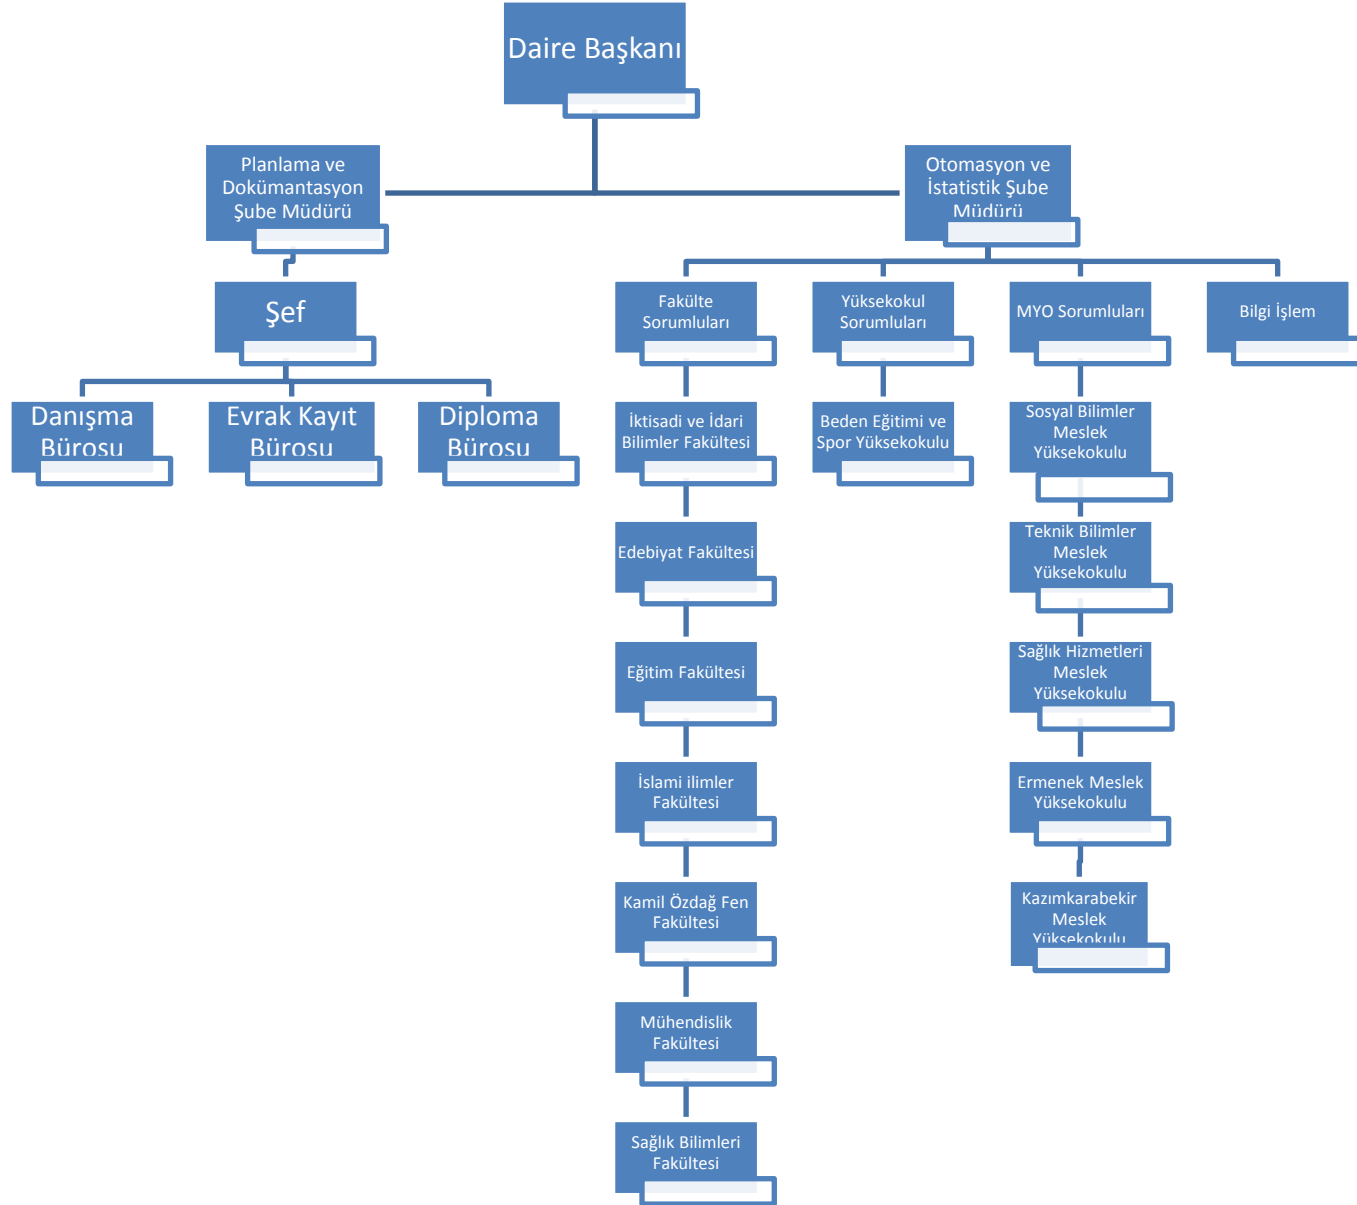 Daire Başkanı
Planlama ve
Dokümantasyon
Şube Müdürü
Otomasyon ve
İstatistik Şube
Müdürü
Şef
Fakülte
Sorumluları
Yüksekokul
Sorumluları
MYO Sorumluları
Bilgi İşlem
Danışma
Bürosu
Evrak Kayıt
Bürosu
Diploma
Bürosu
İktisadi ve İdari
Bilimler Fakültesi
Beden Eğitimi ve
Spor Yüksekokulu
Sosyal Bilimler
Meslek
Yüksekokulu
Edebiyat Fakültesi
Teknik Bilimler
Meslek
Yüksekokulu
Eğitim Fakültesi
Sağlık Hizmetleri
Meslek
Yüksekokulu
İslami ilimler
Fakültesi
Ermenek Meslek
Yüksekokulu
Kamil Özdağ Fen
Fakültesi
Kazımkarabekir
Meslek
Yüksekokulu
Mühendislik
Fakültesi
Sağlık Bilimleri
Fakültesi